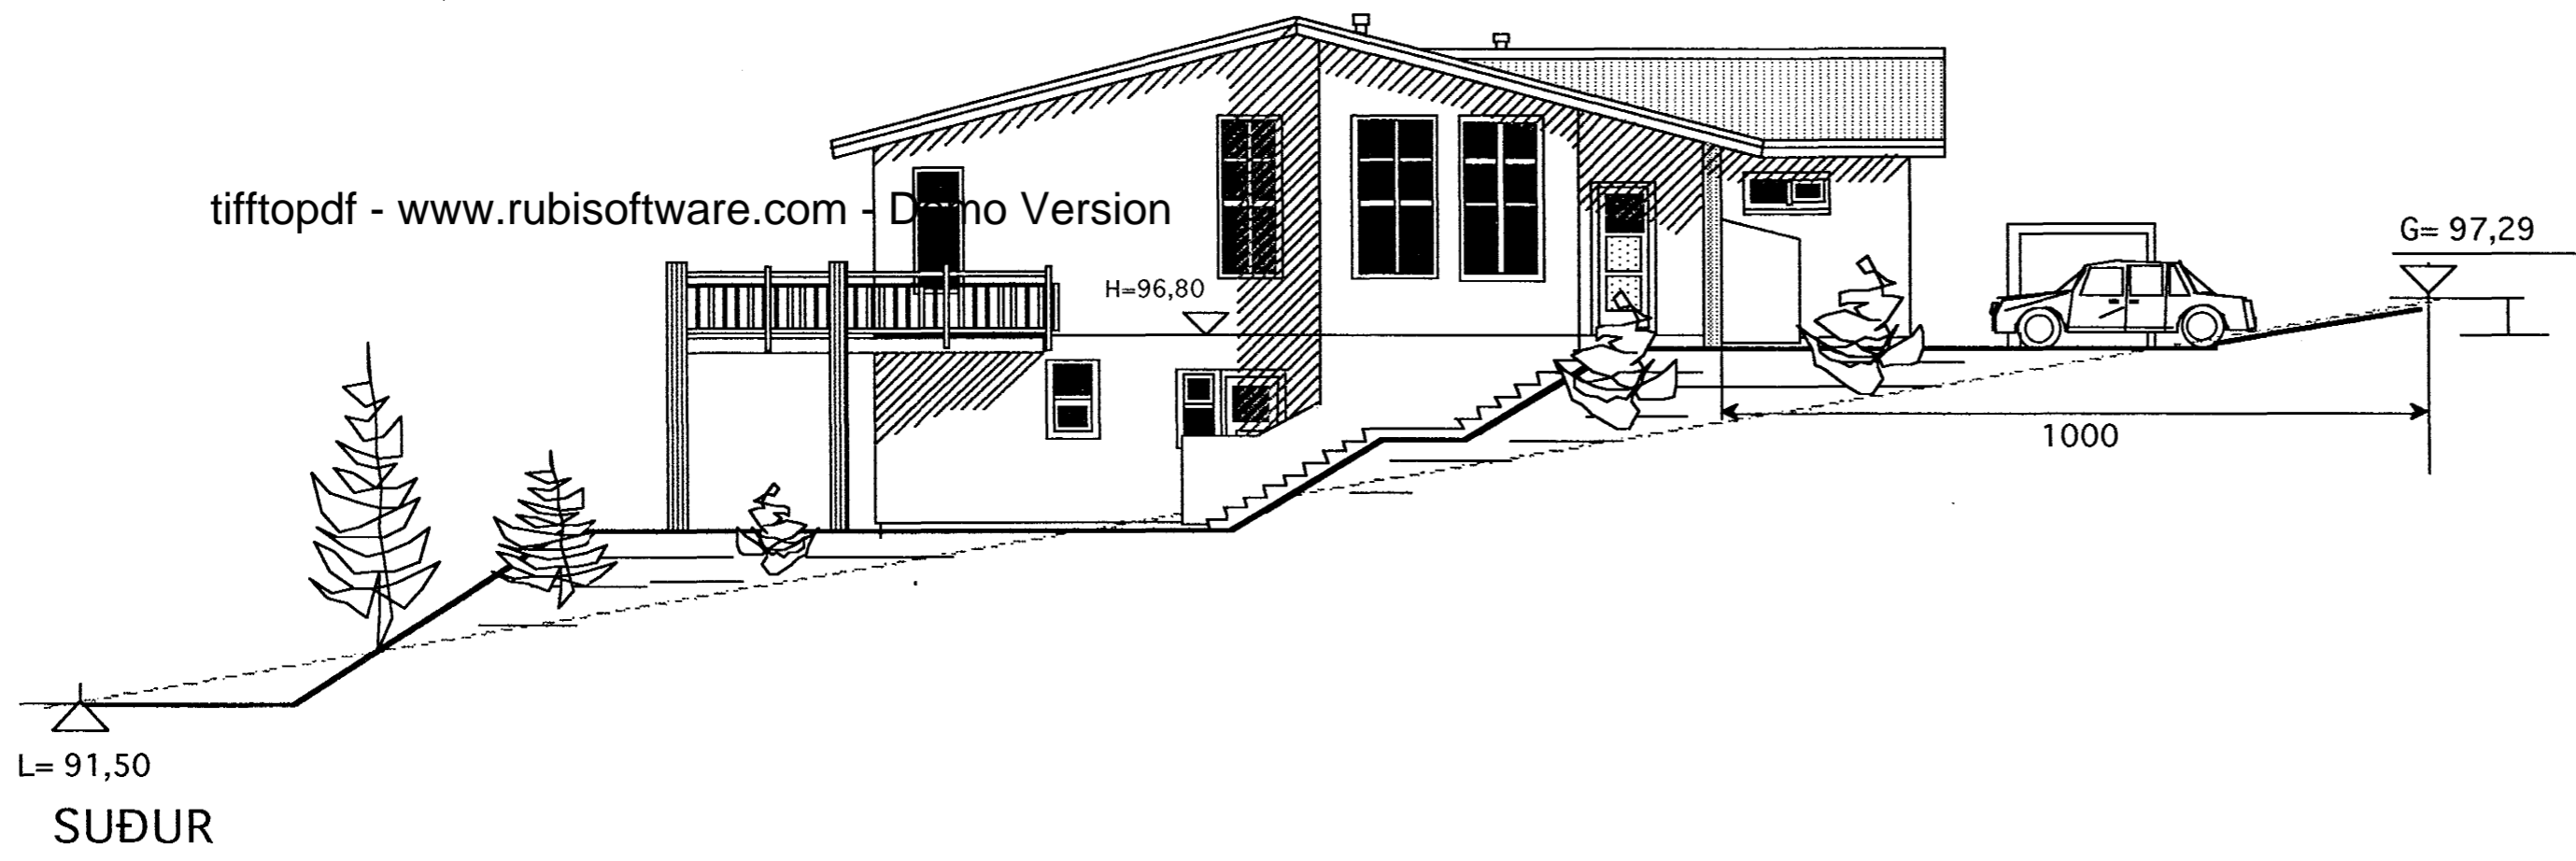 tifftopdf - www.rubisoftware.com - Demo Version
G= 97,29
H=96,80
1000
L= 91,50
SUÐUR